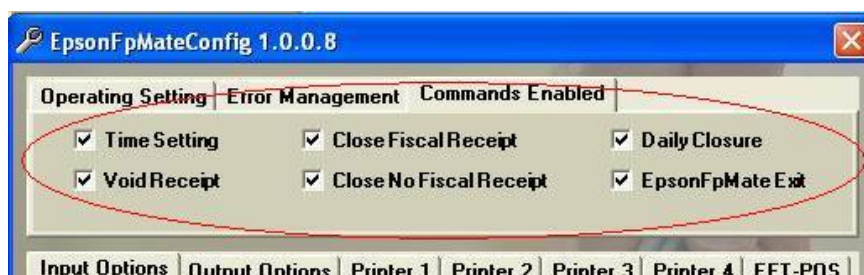 EpsonFpMateConfig 1.0.0.8
Operating Setting Error Management Commands Enabled
Time Setting Close Fiscal Receipt Daily Closure
Void Receipt Close No Fiscal Receipt EpsonFpMate Exit
Input Options Output Options Printer 1 Printer 2 Printer 3 Printer 4 EFT-POS